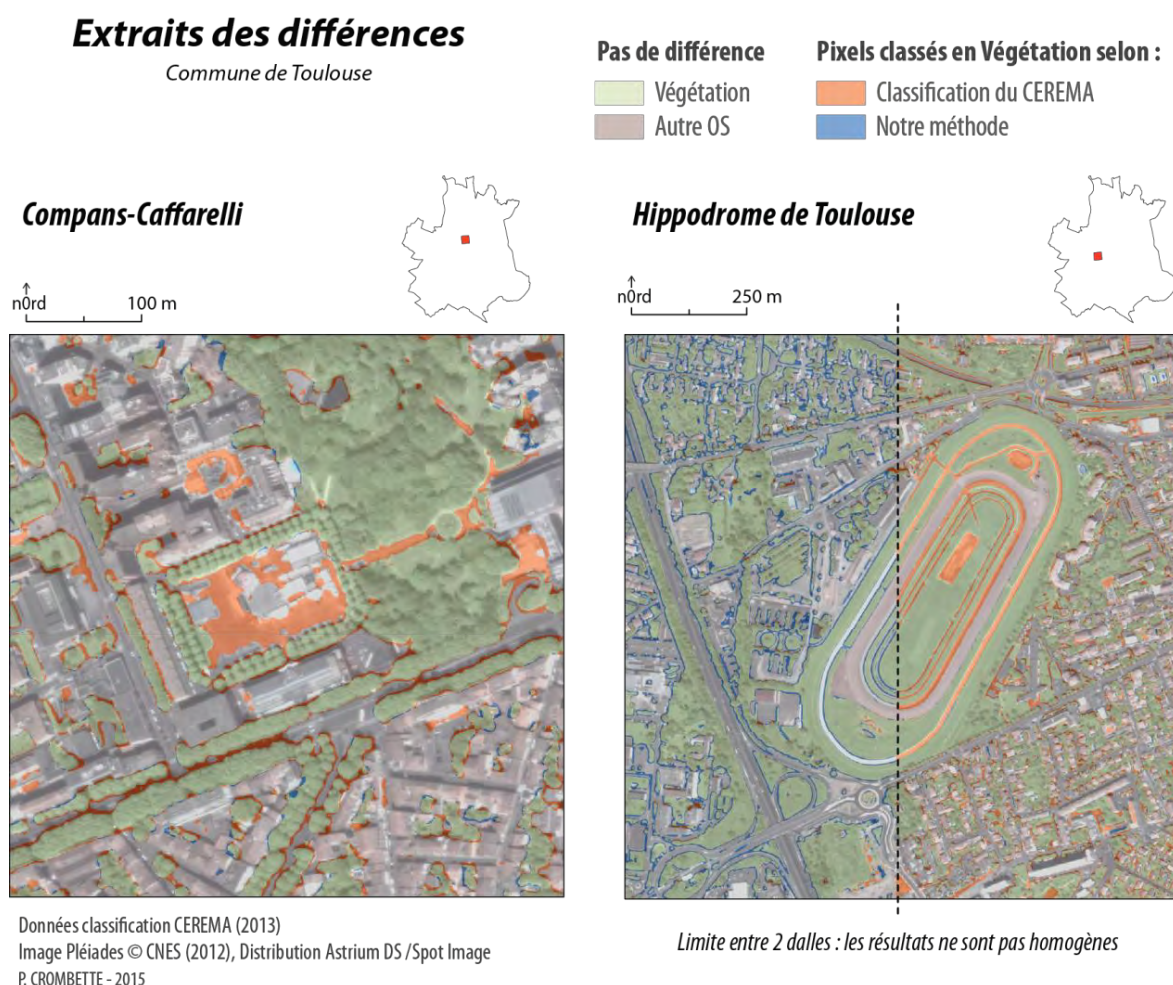 Extraits des différences
Commune de Toulouse
Pas de différence
Végétation
Autre OS
Pixels classés en Végétation selon :
Classification du CEREMA
Notre méthode
Compans-Caffarelli
n0rd
100 m
Hippodrome de Toulouse
n0rd
250 m
Données classification CEREMA (2013)
Image Pléiades © CNES (2012), Distribution Astrium DS /Spot Image
P. CROMBETTE - 2015
Limite entre 2 dalles : les résultats ne sont pas homogènes